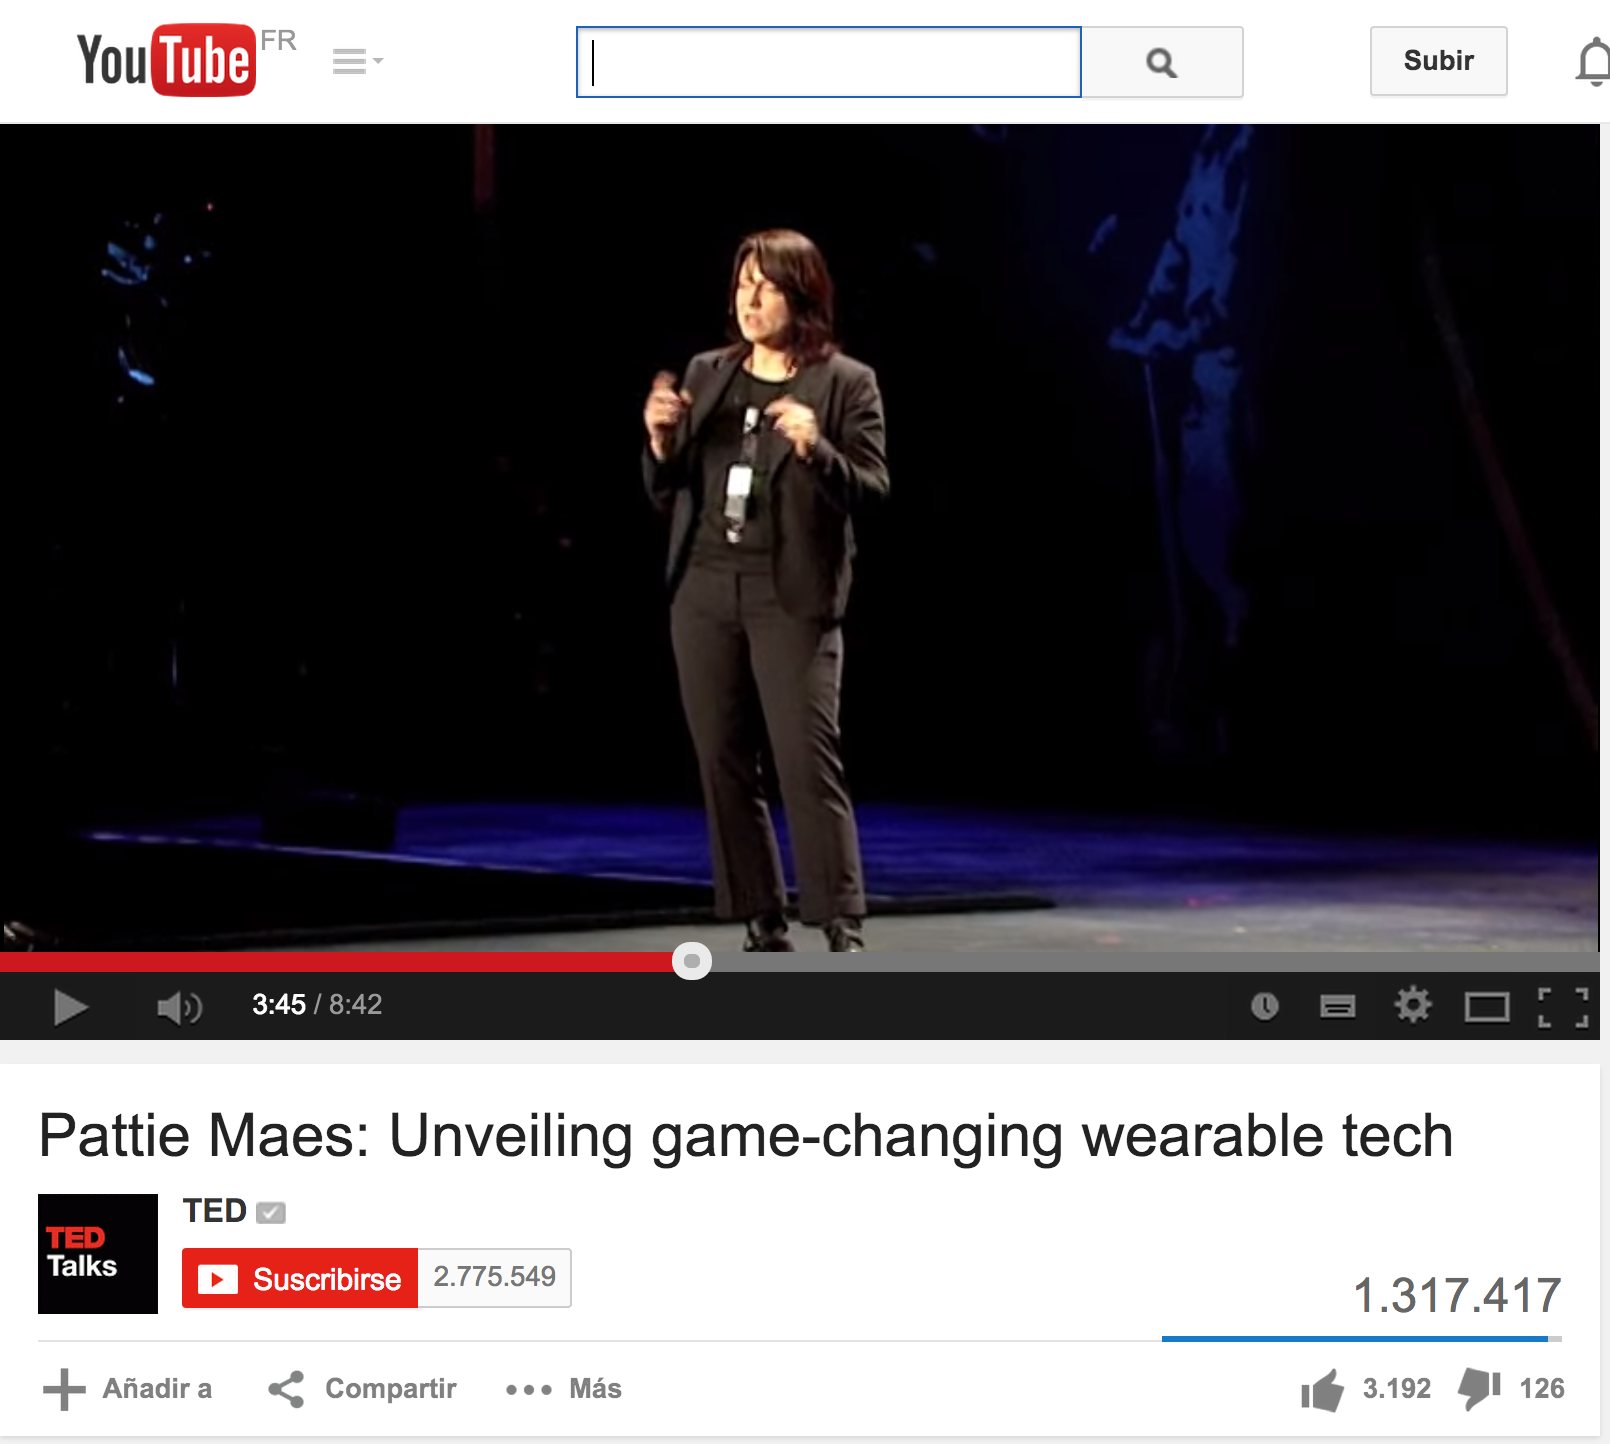 YouTube FR
Subir
3:45 / 8:42
Pattie Maes: Unveiling game-changing wearable tech
TED
Talks
TED
Suscribirse 2.775.549
1.317.417
Añadir a Compartir Más 3.192 126